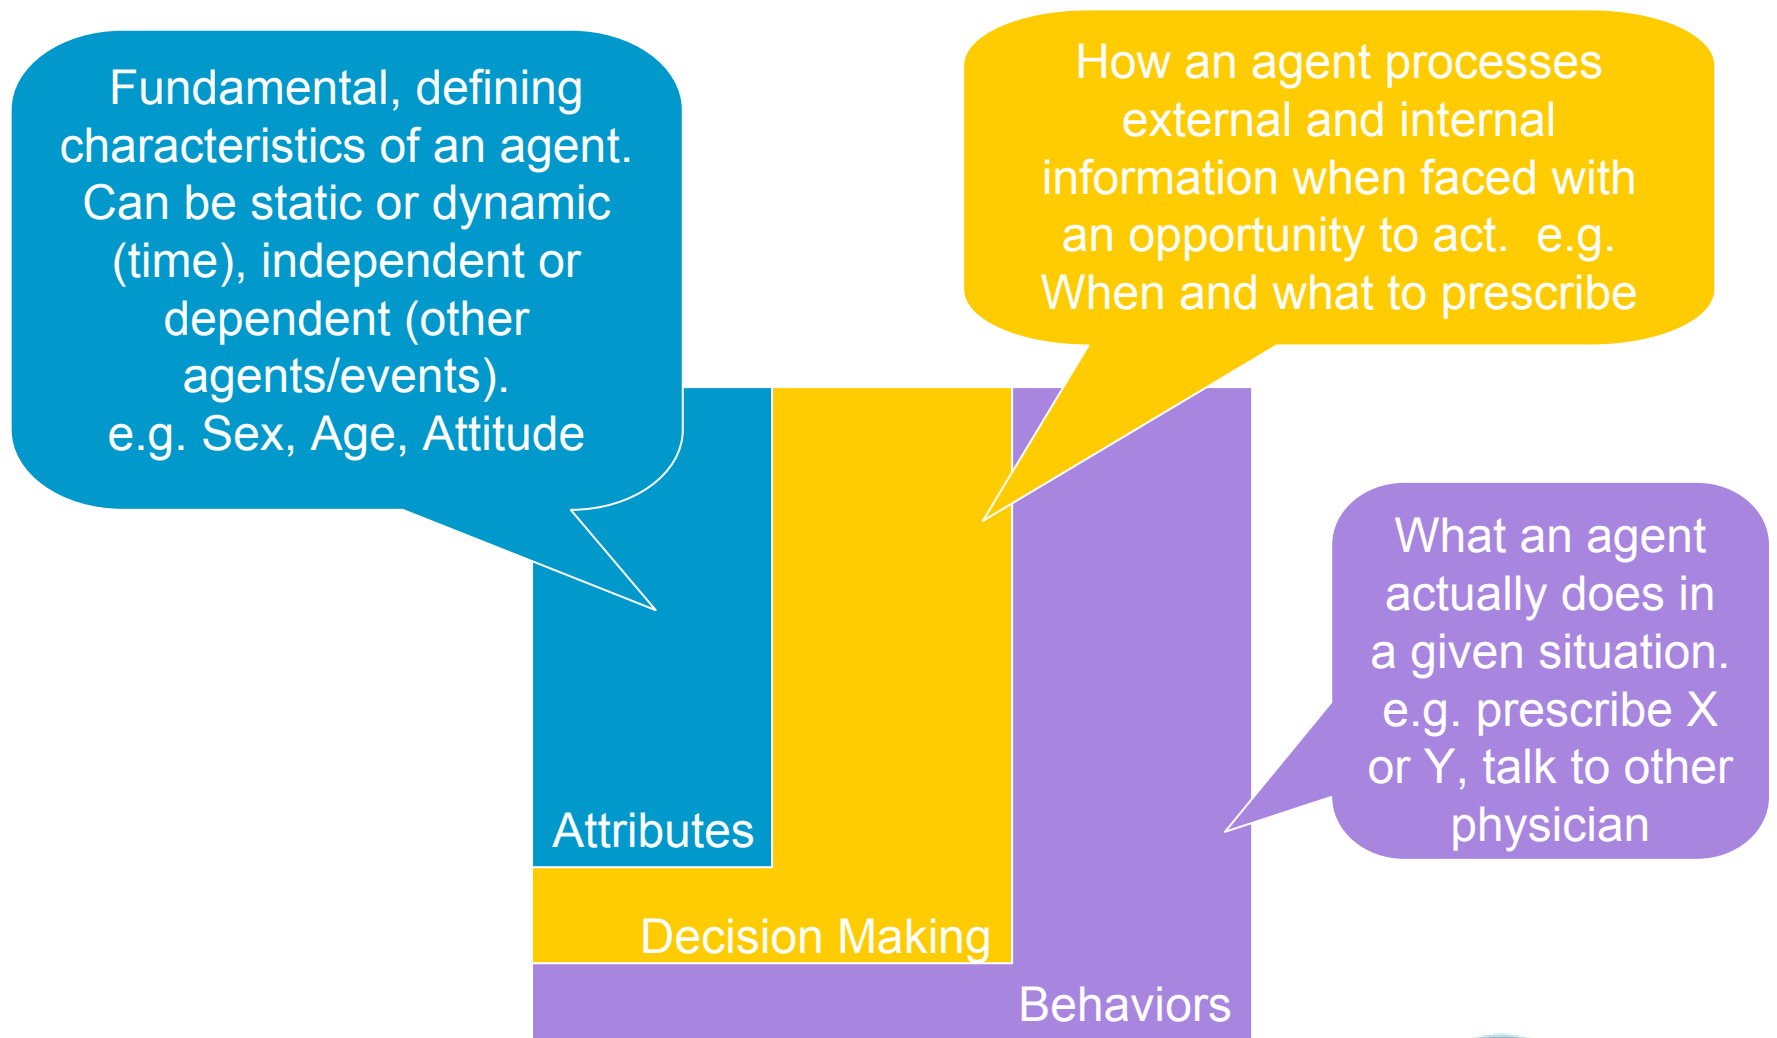 Fundamental, defining
characteristics of an agent.
Can be static or dynamic
(time), independent or
dependent (other
agents/events).
e.g. Sex, Age, Attitude
How an agent processes
external and internal
information when faced with
an opportunity to act.  e.g.
When and what to prescribe
What an agent
actually does in
a given situation.
e.g. prescribe X
or Y, talk to other
physician
Attributes
Decision Making
Behaviors